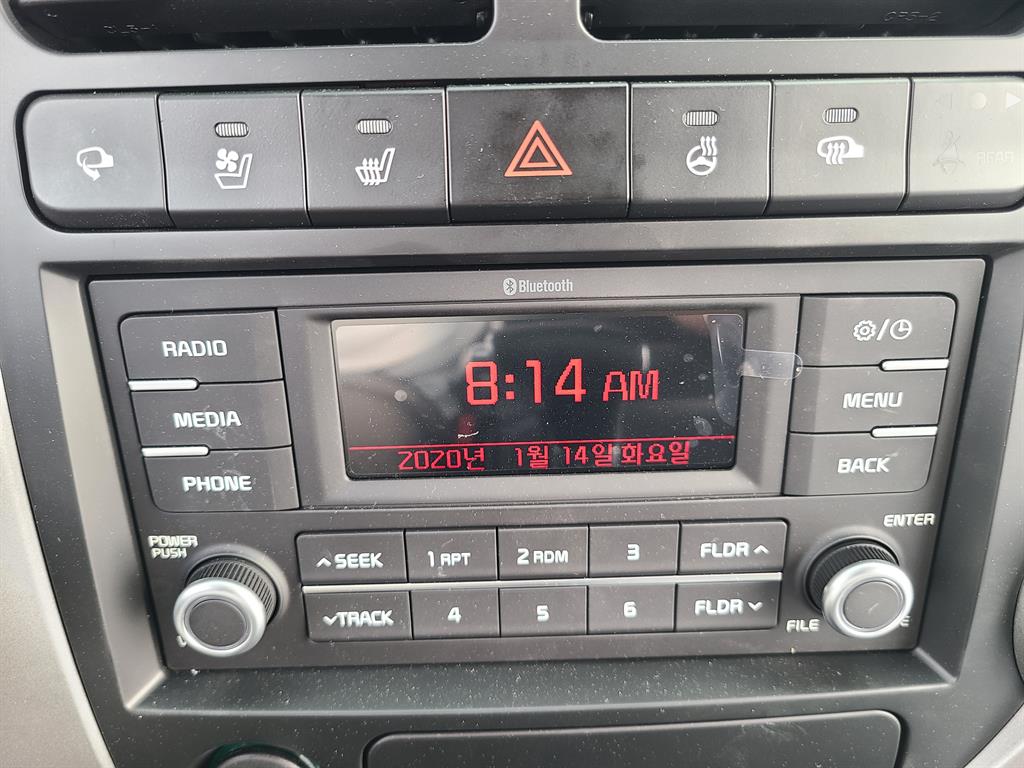 Bluetooth
RADIO
MEDIA
PHONE
8:14 AM
2020년 1월 14일 화요일
MENU
BACK
POWER
PUSH
ENTER
SEEK
1 RPT
2 RDM
3
FLDR
TRACK
4
5
6
FLDR
FILE
REAR